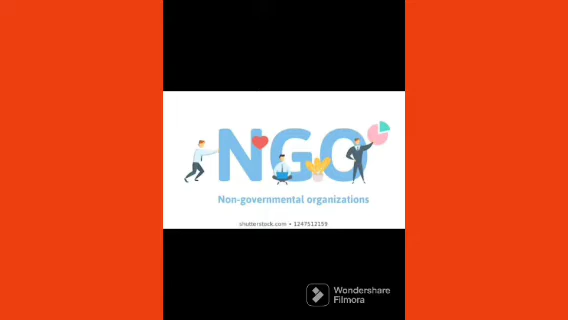 NGO
Non-governmental organizations
shutterstock.com • 1247512159
Wondershare
Filmora